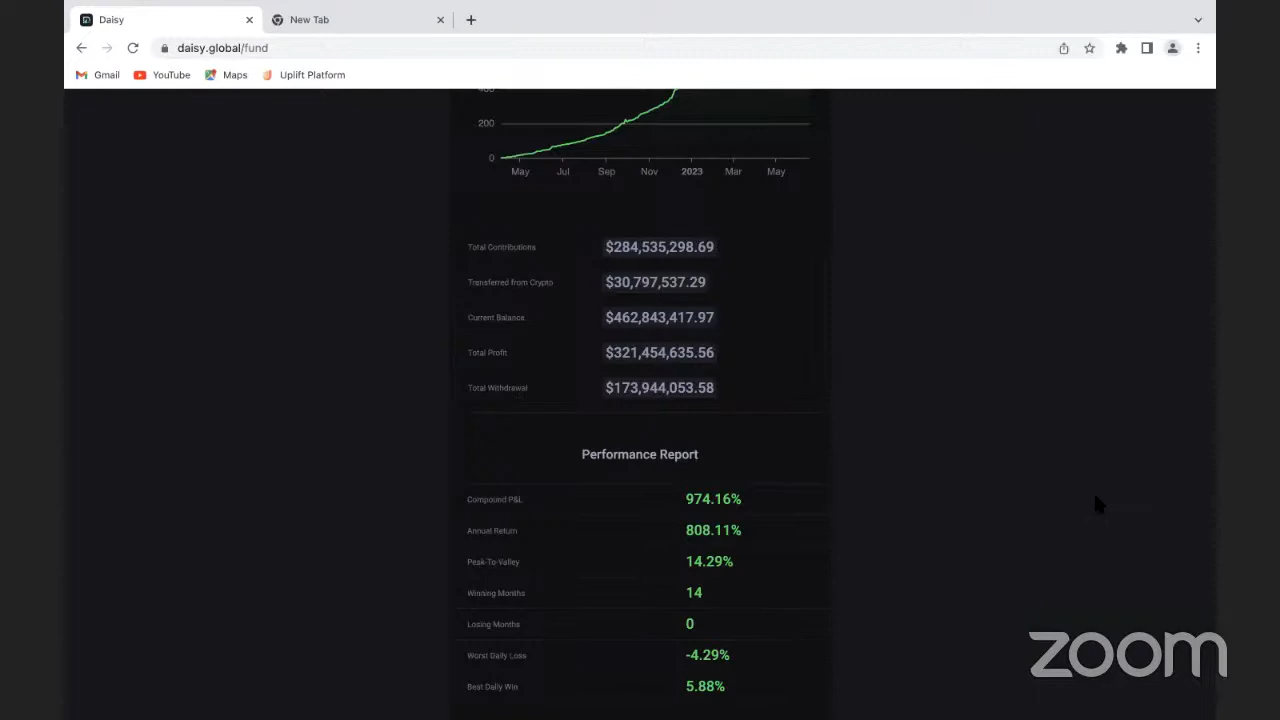 Daisy
New Tab
daisy.global/fund
Gmail YouTube Maps Uplift Platform
400
200
0
May Jul Sep Nov 2023 Mar May
Total Contributions $284,535,298.69
Transferred from Crypto $30,797,537.29
Current Balance $462,843,417.97
Total Profit $321,454,635.56
Total Withdrawal $173,944,053.58
Performance Report
Compound P&L 974.16%
Annual Return 808.11%
Peak-To-Valley 14.29%
Winning Months 14
Losing Months 0
Worst Daily Loss -4.29%
Best Daily Win 5.88%
zoom